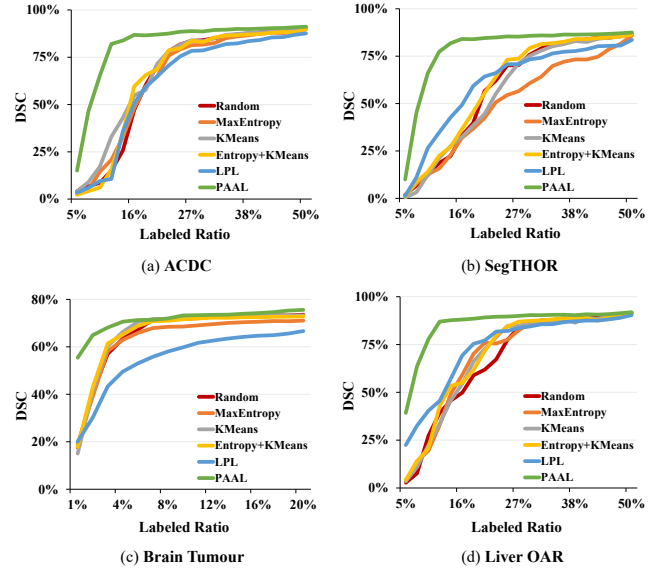 100%
75%
50%
25%
0%
DSC
Random
MaxEntropy
KMeans
Entropy+KMeans
LPL
PAAL
5% 16% 27% 38% 50%
Labeled Ratio
(a) ACDC
100%
75%
50%
25%
0%
DSC
Random
MaxEntropy
KMeans
Entropy+KMeans
LPL
PAAL
5% 16% 27% 38% 50%
Labeled Ratio
(b) SegTHOR
80%
60%
40%
20%
0%
DSC
Random
MaxEntropy
KMeans
Entropy+KMeans
LPL
PAAL
1% 4% 8% 12% 16% 20%
Labeled Ratio
(c) Brain Tumour
100%
75%
50%
25%
0%
DSC
Random
MaxEntropy
KMeans
Entropy+KMeans
LPL
PAAL
5% 16% 27% 38% 50%
Labeled Ratio
(d) Liver OAR